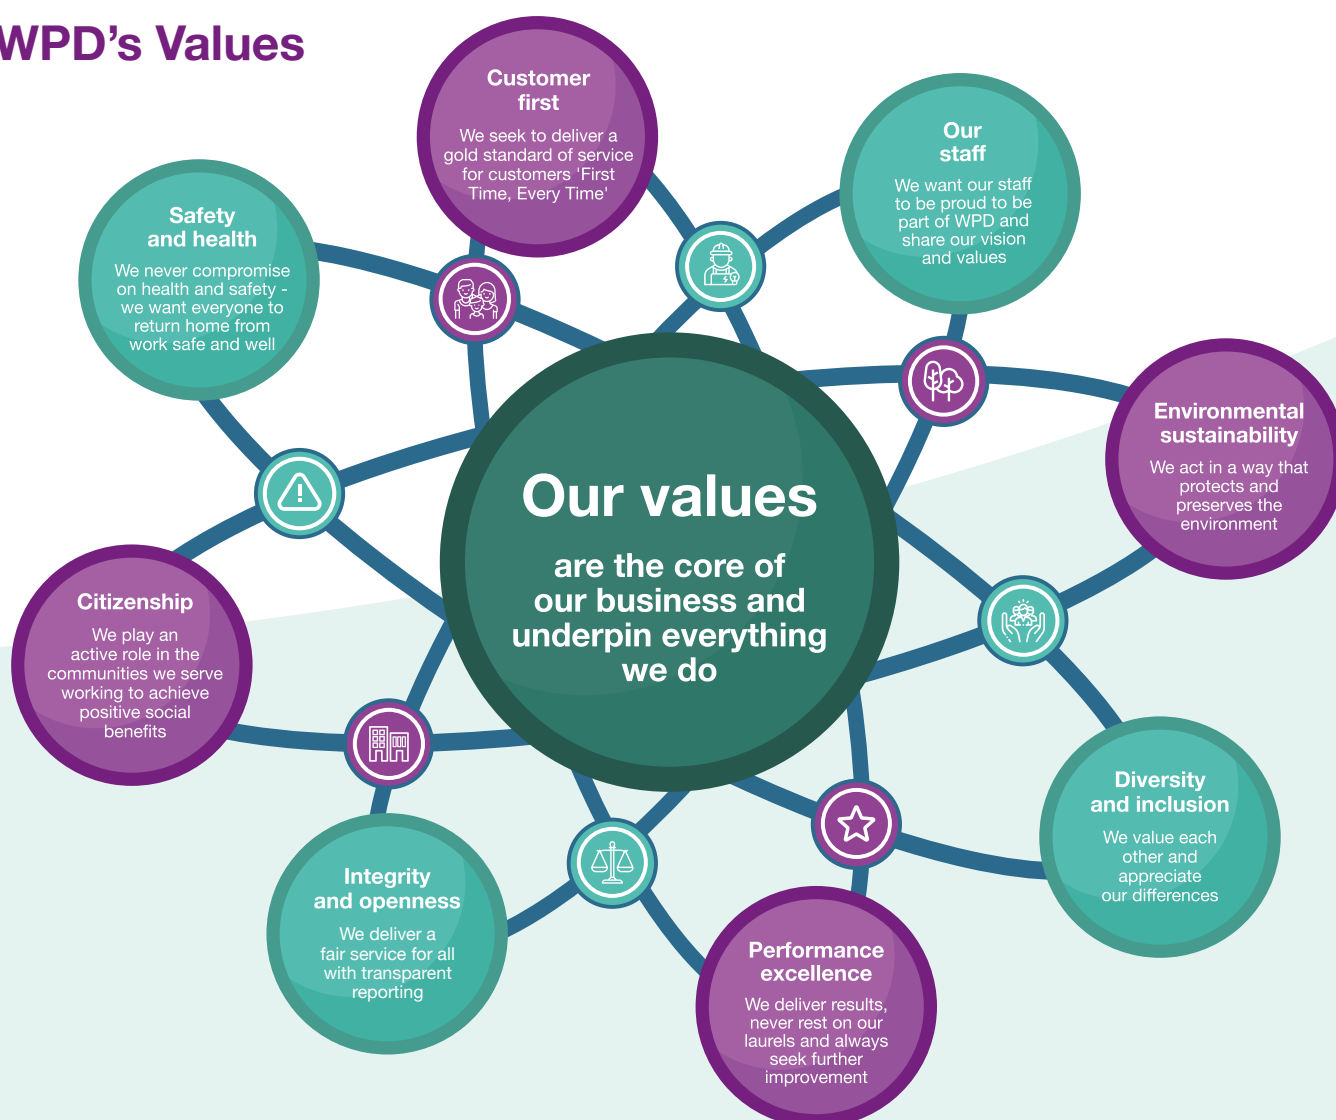 WPD's Values
Customer
first
We seek to deliver a
gold standard of service
for customers 'First
Time, Every Time'
Our
staff
We want our staff
to be proud to be
part of WPD and
share our vision
and values
Safety
and health
We never compromise
on health and safety -
we want everyone to
return home from
work safe and well
Environmental
sustainability
We act in a way that
protects and
preserves the
environment
Our values
are the core of
our business and
underpin everything
we do
Citizenship
We play an
active role in the
communities we serve
working to achieve
positive social
benefits
Diversity
and inclusion
We value each
other and
appreciate
our differences
Integrity
and openness
We deliver a
fair service for all
with transparent
reporting
Performance
excellence
We deliver results,
never rest on our
laurels and always
seek further
improvement